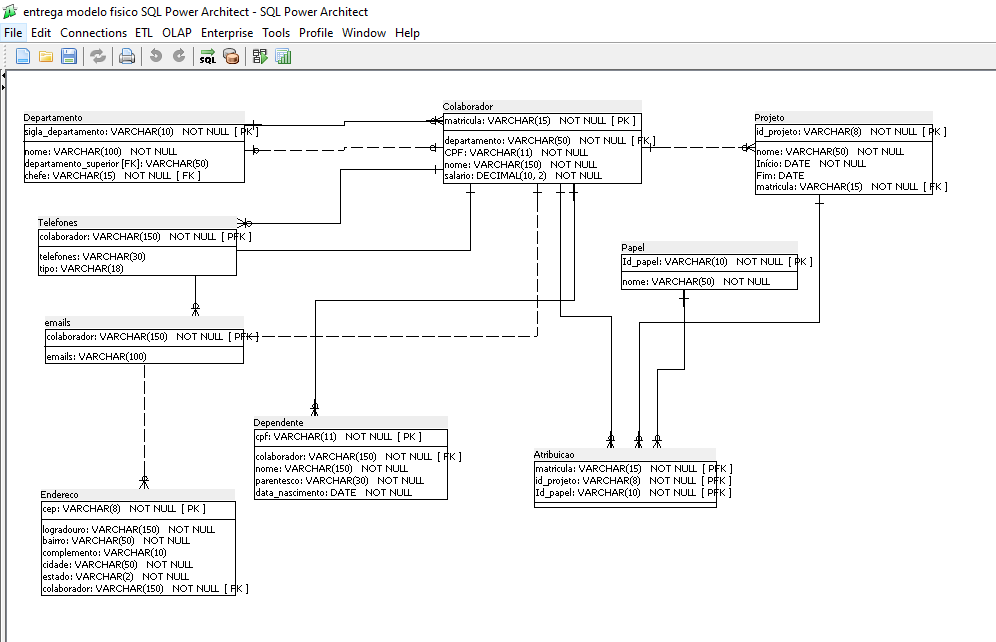 entrega modelo fisico SQL Power Architect - SQL Power Architect
File Edit Connections ETL OLAP Enterprise Tools Profile Window Help
SQL
Departamento
sigla_departamento: VARCHAR(10) NOT NULL [ PK ]
nome: VARCHAR(100) NOT NULL
departamento_superior [FK]: VARCHAR(50)
chefe: VARCHAR(15) NOT NULL [ FK ]
Colaborador
matricula: VARCHAR(15) NOT NULL [ PK ]
departamento: VARCHAR(50) NOT NULL [ FK ]
CPF: VARCHAR(11) NOT NULL
nome: VARCHAR(150) NOT NULL
salario: DECIMAL(10, 2) NOT NULL
Projeto
id_projeto: VARCHAR(8) NOT NULL [ PK ]
nome: VARCHAR(50) NOT NULL
Início: DATE NOT NULL
Fim: DATE
matricula: VARCHAR(15) NOT NULL [ FK ]
Telefones
colaborador: VARCHAR(150) NOT NULL [ PFK ]
telefones: VARCHAR(30)
tipo: VARCHAR(18)
Papel
Id_papel: VARCHAR(10) NOT NULL [ PK ]
nome: VARCHAR(50) NOT NULL
emails
colaborador: VARCHAR(150) NOT NULL [ PFK ]
emails: VARCHAR(100)
Dependente
cpf: VARCHAR(11) NOT NULL [ PK ]
colaborador: VARCHAR(150) NOT NULL [ FK ]
nome: VARCHAR(150) NOT NULL
parentesco: VARCHAR(30) NOT NULL
data_nascimento: DATE NOT NULL
Atribuicao
matricula: VARCHAR(15) NOT NULL [ PFK ]
id_projeto: VARCHAR(8) NOT NULL [ PFK ]
Id_papel: VARCHAR(10) NOT NULL [ PFK ]
Endereco
cep: VARCHAR(8) NOT NULL [ PK ]
logradouro: VARCHAR(150) NOT NULL
bairro: VARCHAR(50) NOT NULL
complemento: VARCHAR(10)
cidade: VARCHAR(50) NOT NULL
estado: VARCHAR(2) NOT NULL
colaborador: VARCHAR(150) NOT NULL [ FK ]